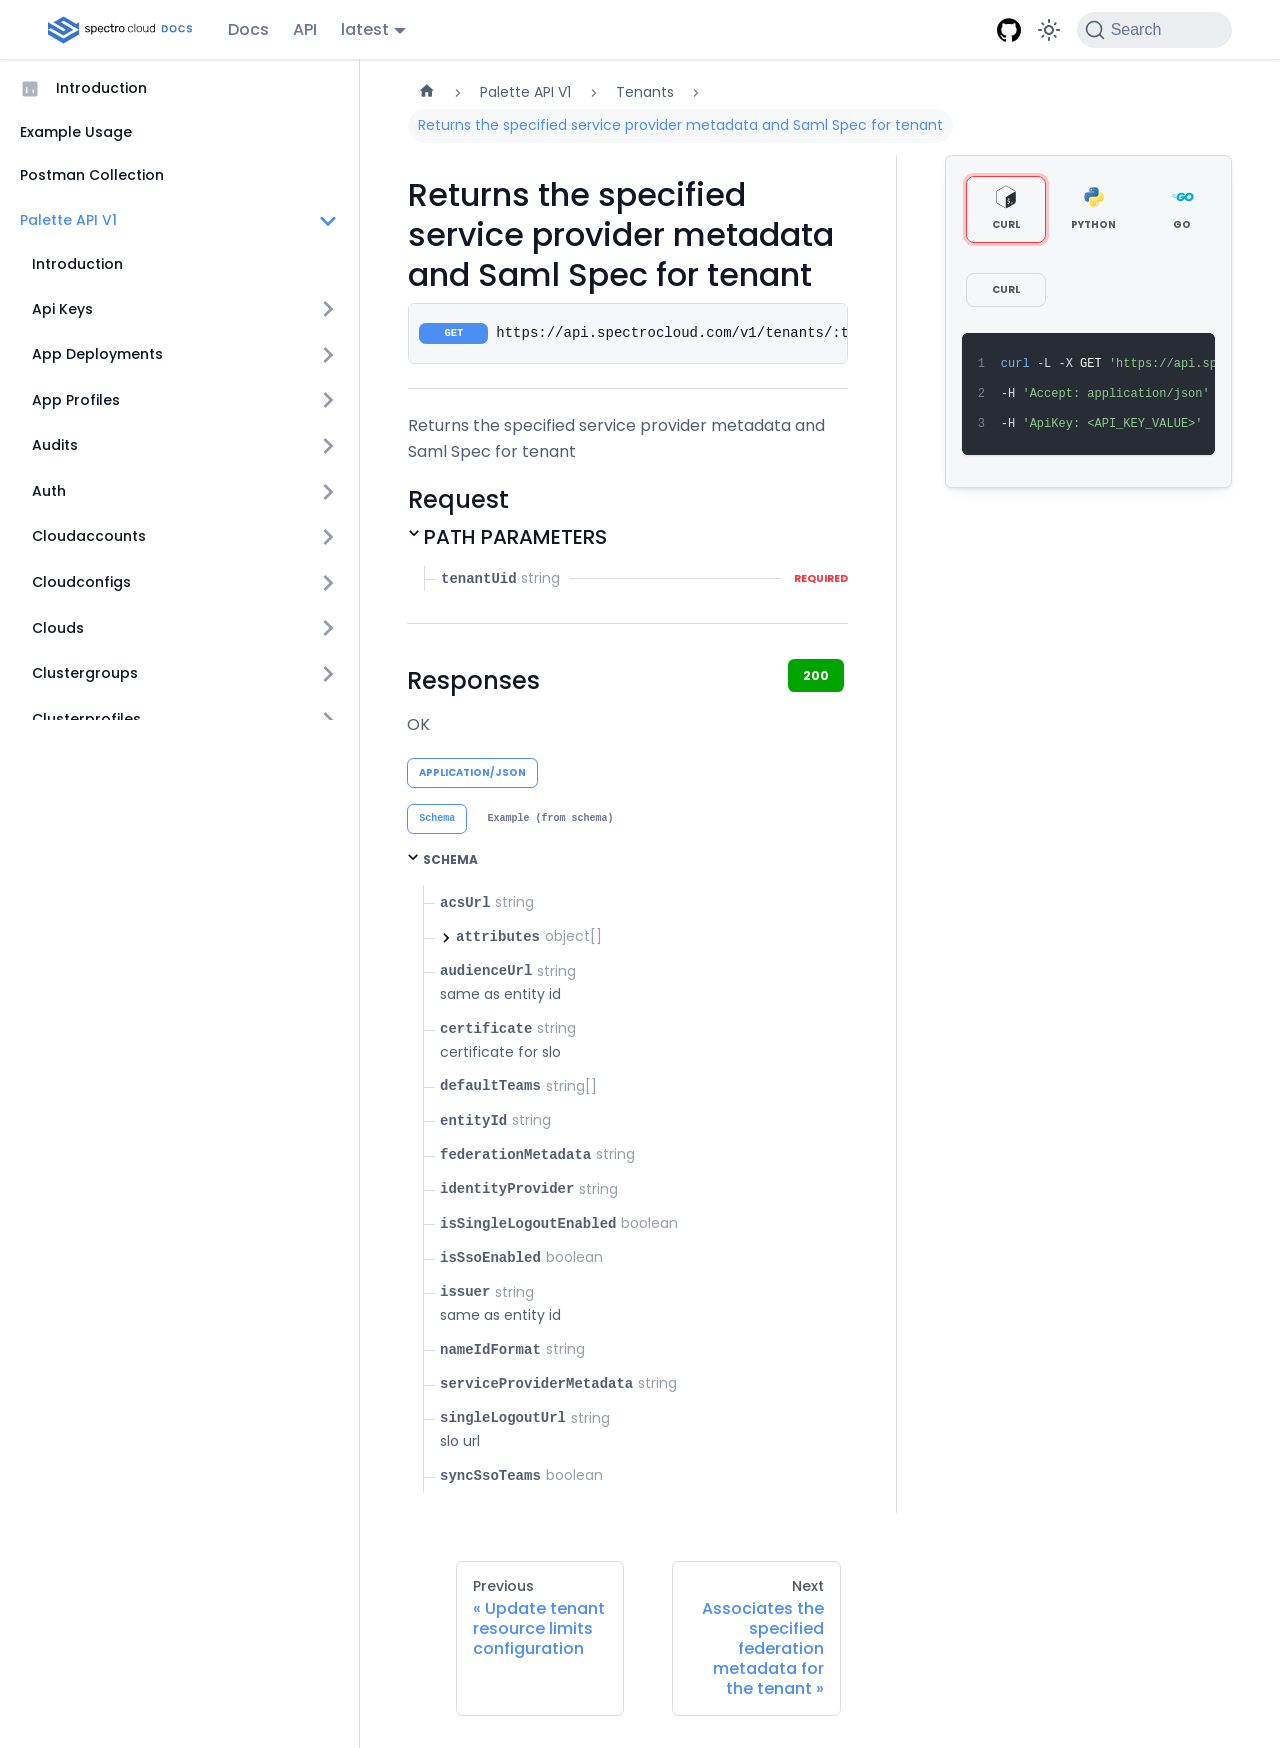 spectro cloud DOCS
Docs
API
latest
Search
Introduction
Example Usage
Postman Collection
Palette API V1
Introduction
Api Keys
App Deployments
App Profiles
Audits
Auth
Cloudaccounts
Cloudconfigs
Clouds
Clustergroups
Clusterprofiles
Palette API V1
Tenants
Returns the specified service provider metadata and Saml Spec for tenant
Returns the specified
service provider metadata
and Saml Spec for tenant
GET https://api.spectrocloud.com/v1/tenants/:t
Returns the specified service provider metadata and
Saml Spec for tenant
Request
PATH PARAMETERS
tenantUid string REQUIRED
Responses
200
OK
APPLICATION/JSON
Schema
Example (from schema)
SCHEMA
acsUrl string
attributes object[]
audienceUrl string
same as entity id
certificate string
certificate for slo
defaultTeams string[]
entityId string
federationMetadata string
identityProvider string
isSingleLogoutEnabled boolean
isSsoEnabled boolean
issuer string
same as entity id
nameIdFormat string
serviceProviderMetadata string
singleLogoutUrl string
slo url
syncSsoTeams boolean
CURL
PYTHON
GO
CURL
1 curl -L -X GET 'https://api.sp
2 -H 'Accept: application/json'
3 -H 'ApiKey: <API_KEY_VALUE>'
Previous
« Update tenant
resource limits
configuration
Next
Associates the
specified
federation
metadata for
the tenant »